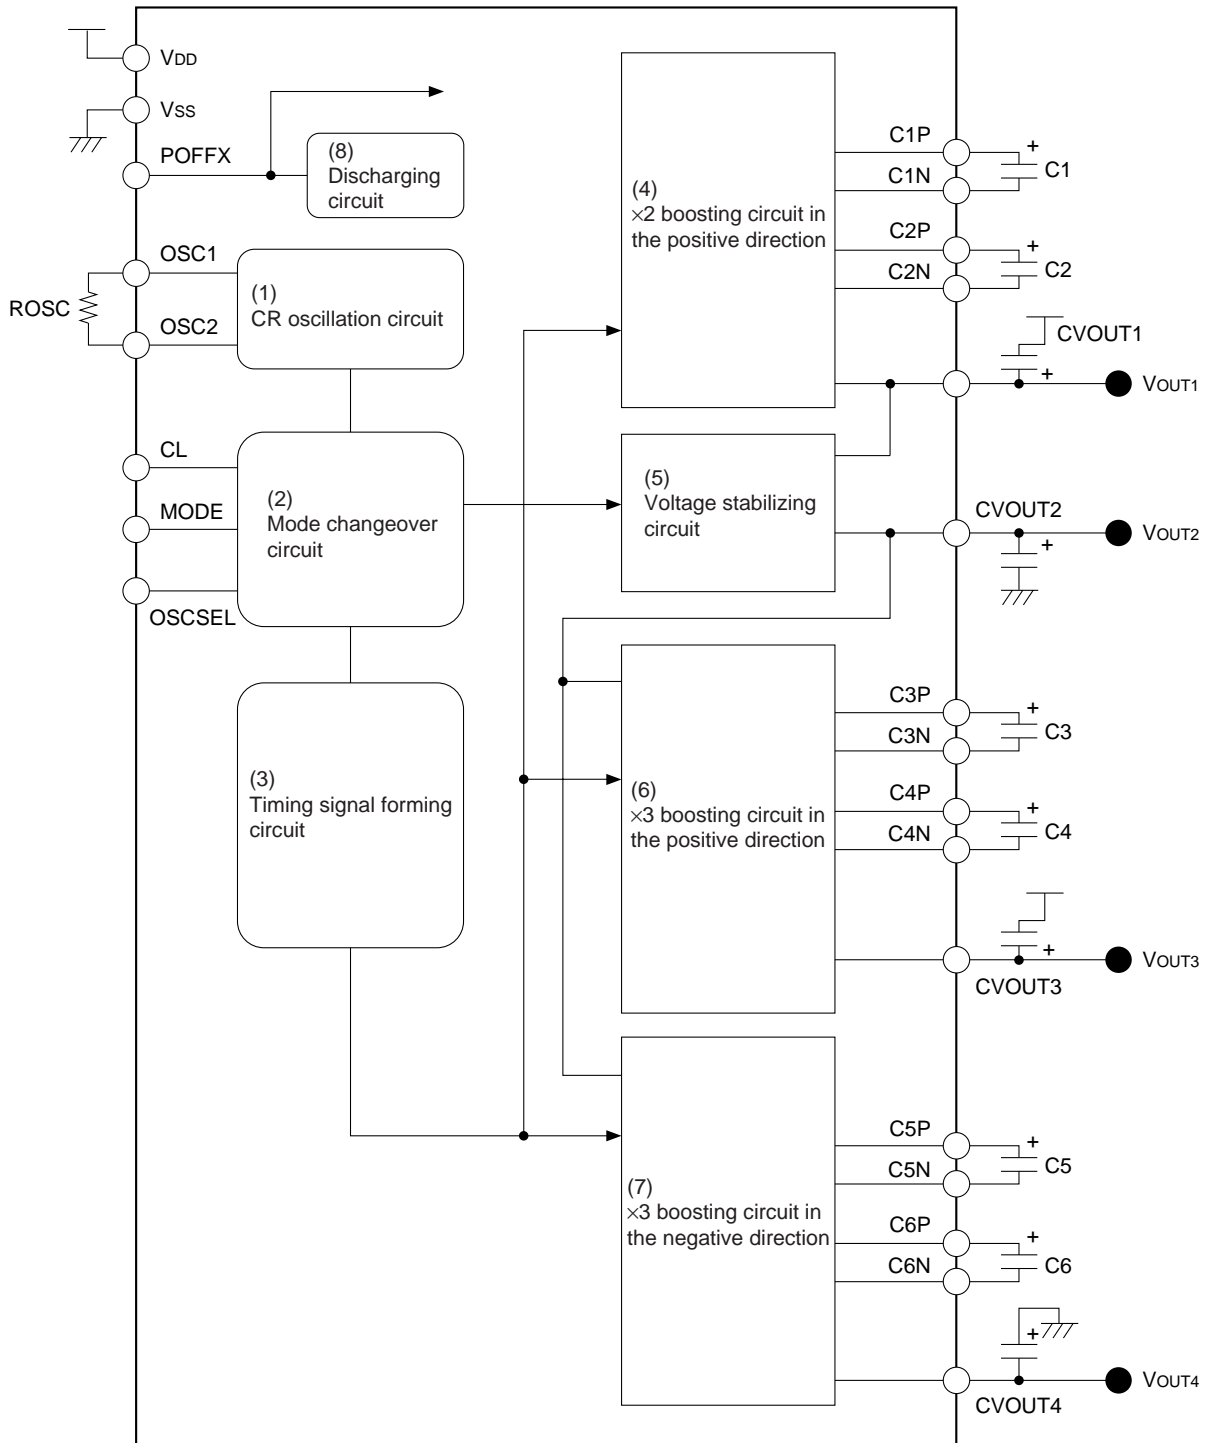 VDD
VSS
POFFX
(8)
Discharging
circuit
OSC1
ROSC
OSC2
(1)
CR oscillation circuit
CL
MODE
OSCSEL
(2)
Mode changeover
circuit
(3)
Timing signal forming
circuit
(4)
×2 boosting circuit in
the positive direction
C1P
C1N
+
C1
C2P
C2N
+
C2
CVOUT1
+
VOUT1
(5)
Voltage stabilizing
circuit
CVOUT2
+
VOUT2
(6)
×3 boosting circuit in
the positive direction
C3P
C3N
+
C3
C4P
C4N
+
C4
+
CVOUT3
VOUT3
(7)
×3 boosting circuit in
the negative direction
C5P
C5N
+
C5
C6P
C6N
+
C6
+
CVOUT4
VOUT4